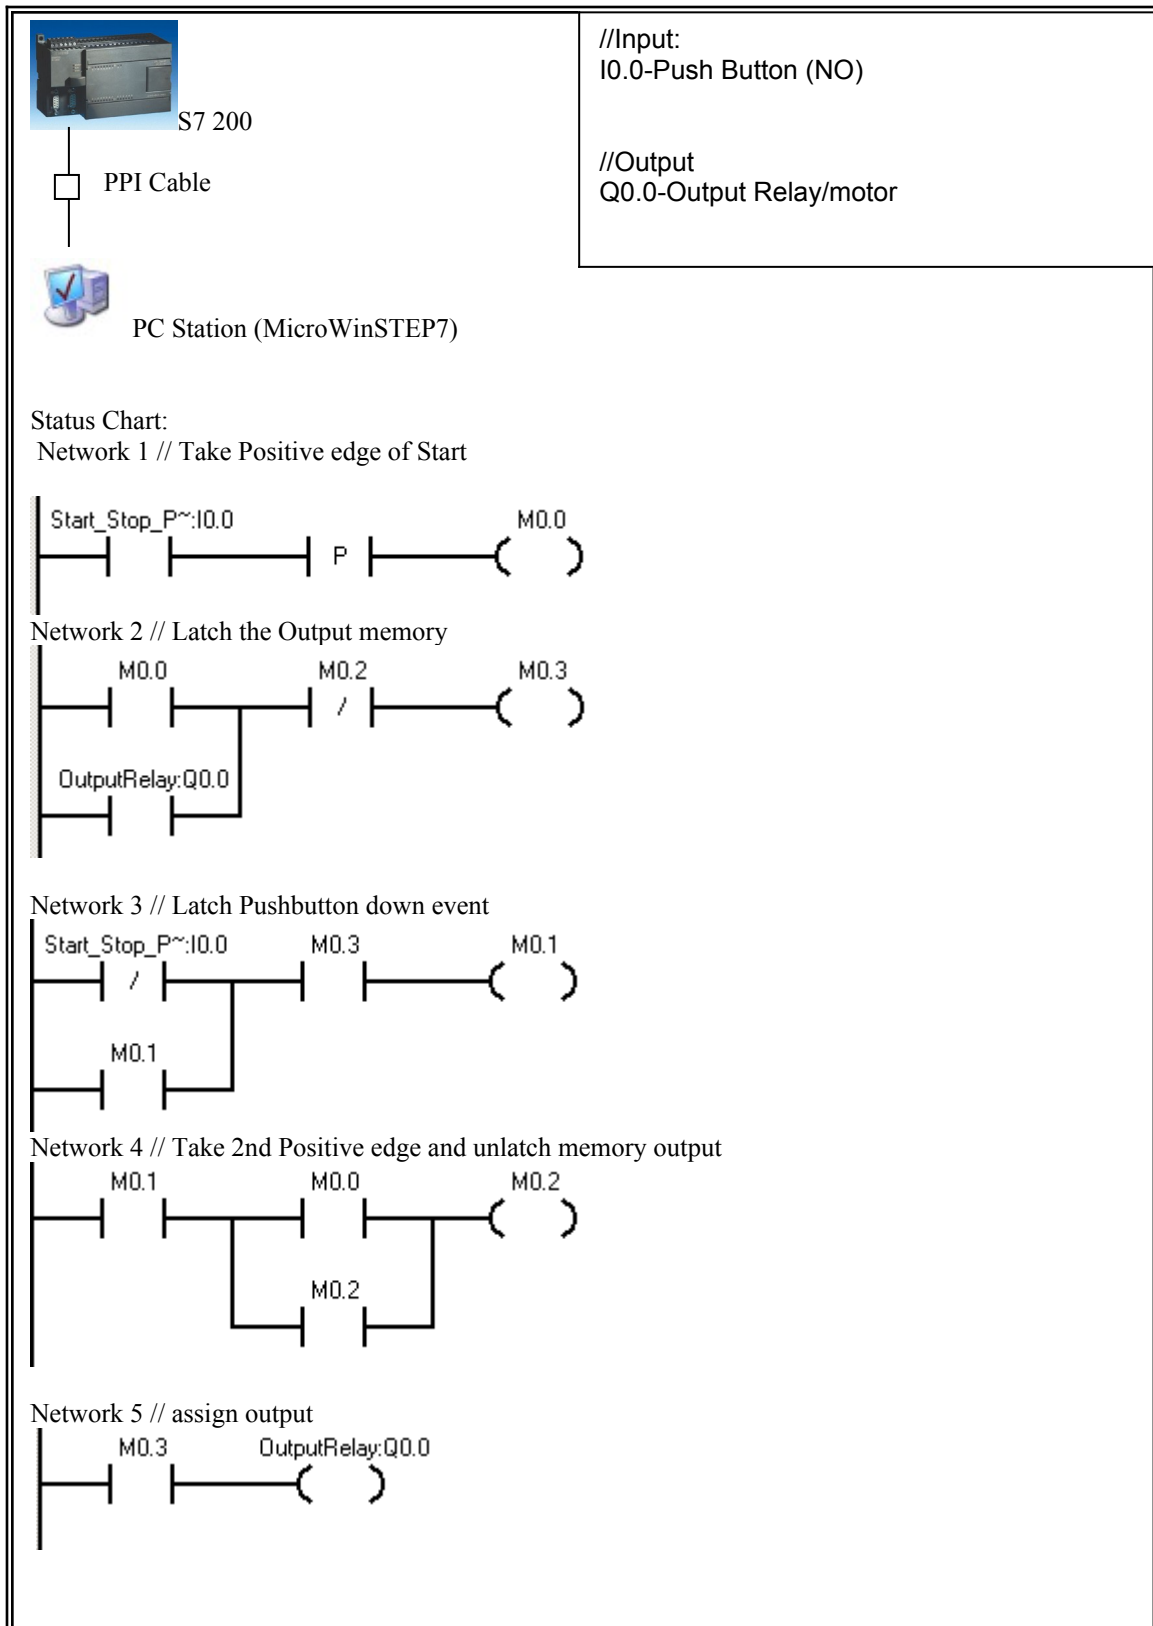 //Input:
I0.0-Push Button (NO)
S7 200
//Output
Q0.0-Output Relay/motor
PPI Cable
PC Station (MicroWinSTEP7)
Status Chart:
Network 1 // Take Positive edge of Start
Start_Stop_P~:I0.0 M0.0
P
Network 2 // Latch the Output memory
M0.0 M0.2 M0.3
/
OutputRelay:Q0.0
Network 3 // Latch Pushbutton down event
Start_Stop_P~:I0.0 M0.3 M0.1
/
M0.1
Network 4 // Take 2nd Positive edge and unlatch memory output
M0.1 M0.0 M0.2
M0.2
Network 5 // assign output
M0.3 OutputRelay:Q0.0